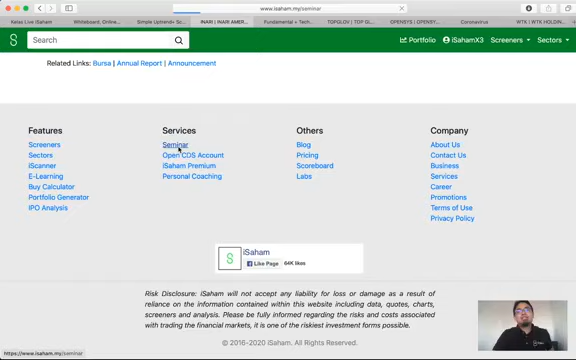 www.isaham.my/seminar
Kelas Live iSaham
Whiteboard, Online...
Simple Uptrend+ Sc...
INARI | INARI AMER...
Fundamental + Tech...
TOPGLOV | TOP GL...
OPENSYS | OPENSY...
Coronavirus
WTK | WTK HOLDIN...
S
Search
Portfolio
iSahamX3
Screeners
Sectors
Related Links: Bursa | Annual Report | Announcement
Features
Services
Others
Company
Screeners
Seminar
Blog
About Us
Sectors
Open CDS Account
Pricing
Contact Us
iScanner
iSaham Premium
Scoreboard
Business
E-Learning
Personal Coaching
Labs
Services
Buy Calculator
Career
Portfolio Generator
Promotions
IPO Analysis
Terms of Use
Privacy Policy
S
iSaham
Like Page
64K likes
Risk Disclosure: iSaham will not accept any liability for loss or damage as a result of
reliance on the information contained within this website including data, quotes, charts,
screeners and analysis. Please be fully informed regarding the risks and costs associated
with trading the financial markets, it is one of the riskiest investment forms possible.
© 2016-2020 iSaham. All Rights Reserved.
https://www.isaham.my/seminar